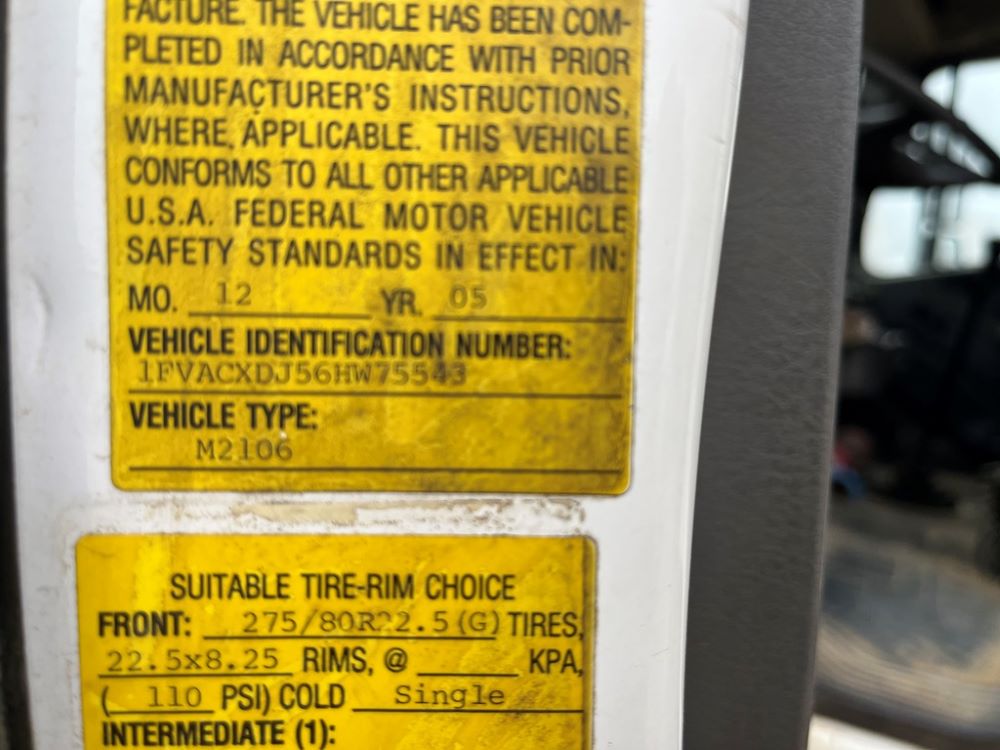 FACTURE. THE VEHICLE HAS BEEN COM-
PLETED IN ACCORDANCE WITH PRIOR
MANUFACTURER'S INSTRUCTIONS,
WHERE APPLICABLE. THIS VEHICLE
CONFORMS TO ALL OTHER APPLICABLE
U.S.A. FEDERAL MOTOR VEHICLE
SAFETY STANDARDS IN EFFECT IN:
MO. 12 YR. 05
VEHICLE IDENTIFICATION NUMBER:
1FVACXDJ56HW75543
VEHICLE TYPE:
M2106
SUITABLE TIRE-RIM CHOICE
FRONT: 275/80R22.5(G) TIRES,
22.5x8.25 RIMS, @ KPA,
( 110 PSI) COLD Single
INTERMEDIATE (1):